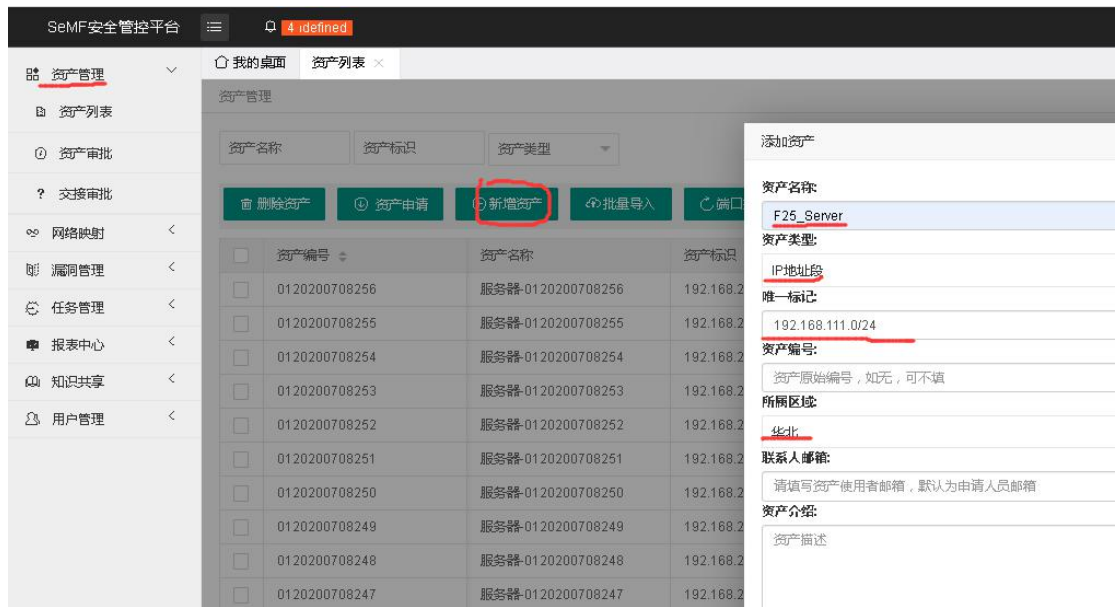 SeMF安全管控平台
4 idefined
资产管理
资产列表
资产审批
交接审批
网络映射
漏洞管理
任务管理
报表中心
知识共享
用户管理
我的桌面 资产列表
资产管理
资产名称 资产标识 资产类型
删除资产 资产申请 新增资产 批量导入 端口
资产编号 资产名称 资产标识
0120200708256 服务器-0120200708256 192.168.2
0120200708255 服务器-0120200708255 192.168.2
0120200708254 服务器-0120200708254 192.168.2
0120200708253 服务器-0120200708253 192.168.2
0120200708252 服务器-0120200708252 192.168.2
0120200708251 服务器-0120200708251 192.168.2
0120200708250 服务器-0120200708250 192.168.2
0120200708249 服务器-0120200708249 192.168.2
0120200708248 服务器-0120200708248 192.168.2
0120200708247 服务器-0120200708247 192.168.2
添加资产
资产名称:
F25_Server
资产类型:
IP地址段
唯一标记:
192.168.111.0/24
资产编号:
资产原始编号，如无，可不填
所属区域:
华北
联系人邮箱:
请填写资产使用者邮箱，默认为申请人员邮箱
资产介绍:
资产描述